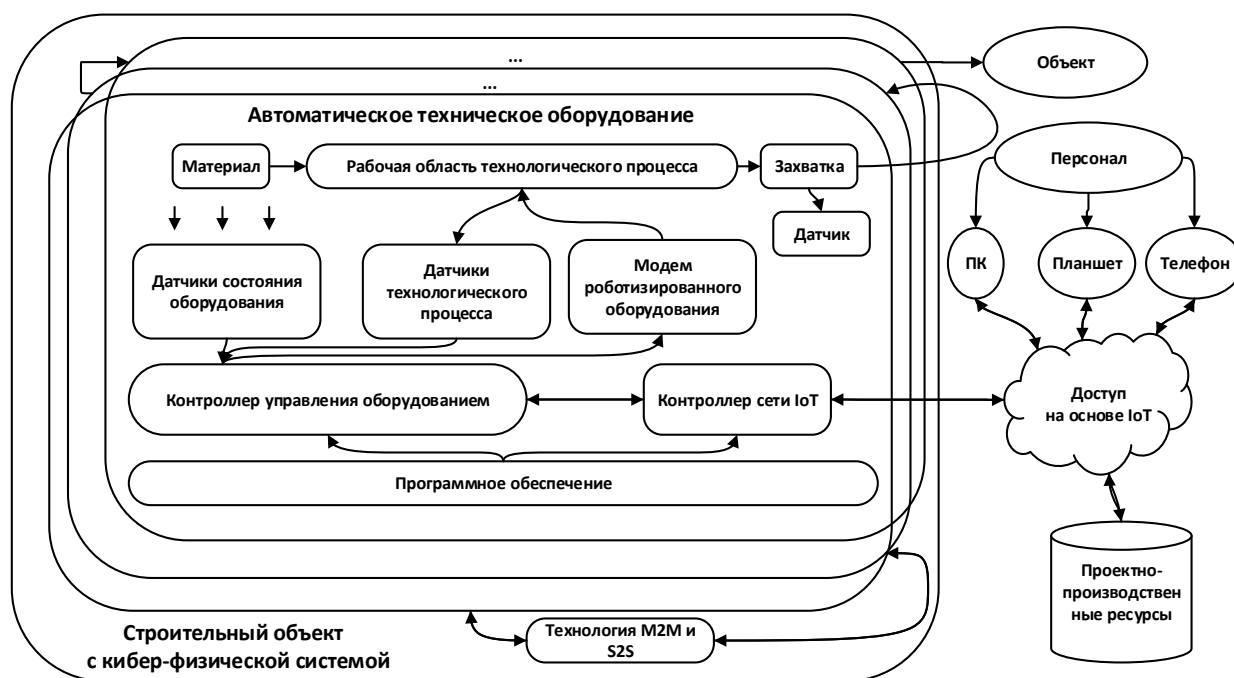 ...
...
Объект
Автоматическое техническое оборудование
Материал
Рабочая область технологического процесса
Захватка
Персонал
Датчик
Датчики состояния
оборудования
Датчики
технологического
процесса
Модем
роботизированного
оборудования
ПК
Планшет
Телефон
Контроллер управления оборудованием
Контроллер сети IoT
Доступ
на основе IoT
Программное обеспечение
Проектно-
производствен
ные ресурсы
Строительный объект
с кибер-физической системой
Технология M2M и
S2S